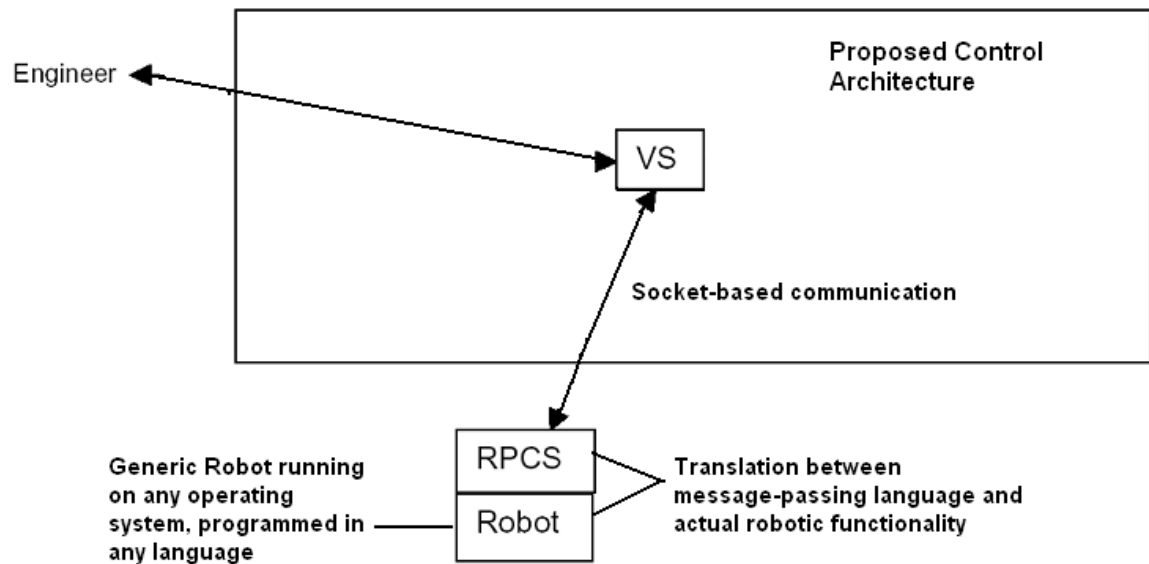 Proposed Control
Architecture
Engineer
VS
Socket-based communication
RPCS
Robot
Generic Robot running
on any operating
system, programmed in
any language
Translation between
message-passing language and
actual robotic functionality